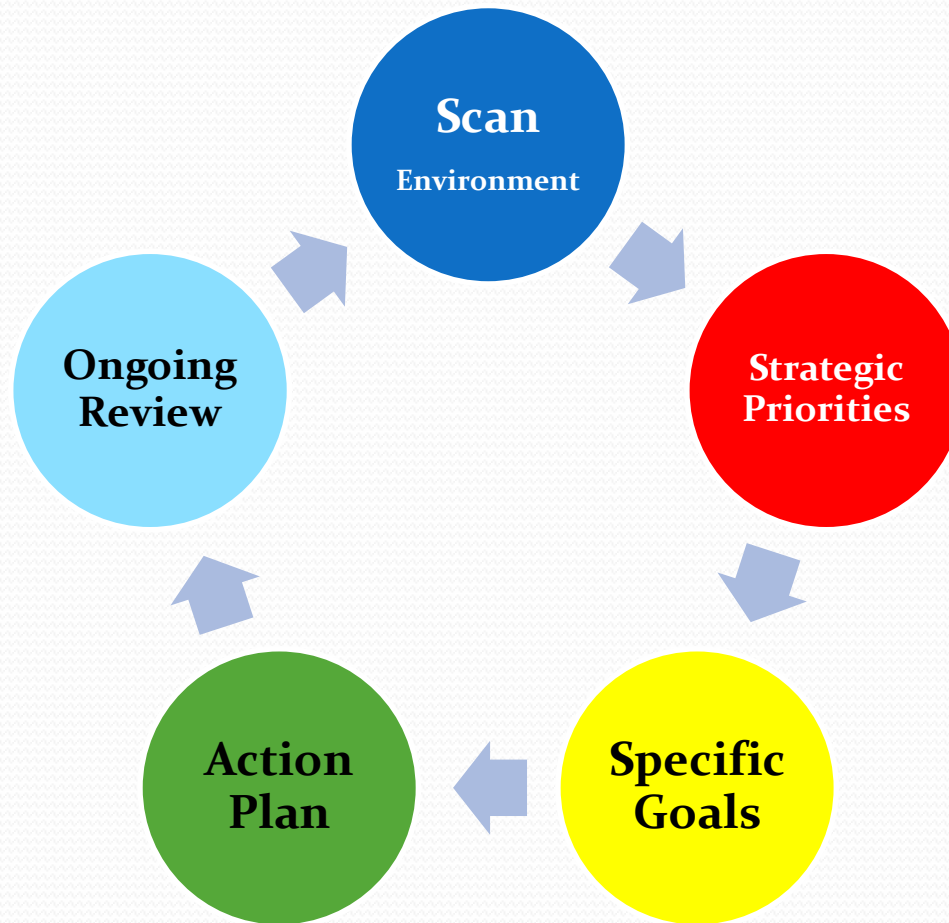 Scan
Environment
Strategic
Priorities
Specific
Goals
Action
Plan
Ongoing
Review